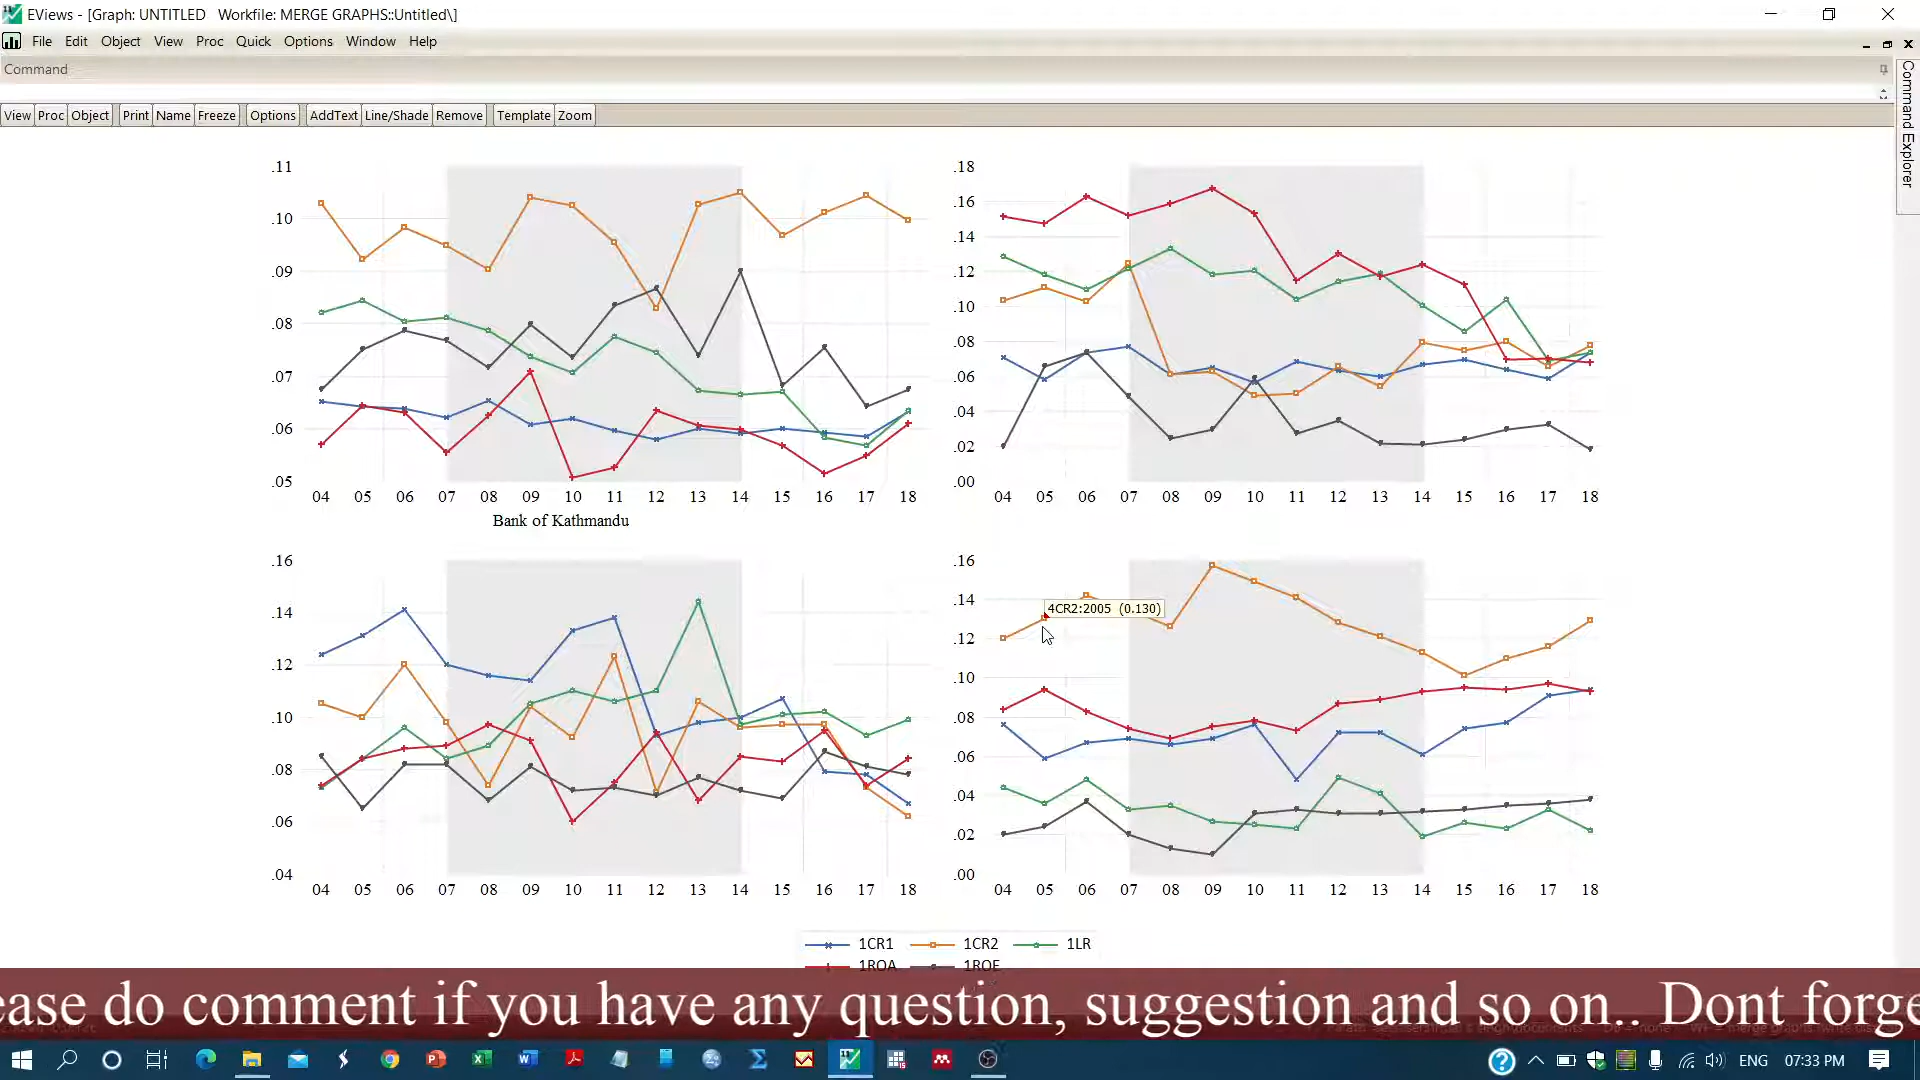 EViews - [Graph: UNTITLED Workfile: MERGE GRAPHS::Untitled\]
File Edit Object View Proc Quick Options Window Help
Command
Command Explorer
View Proc Object Print Name Freeze Options AddText Line/Shade Remove Template Zoom
.11
.10
.09
.08
.07
.06
.05
04 05 06 07 08 09 10 11 12 13 14 15 16 17 18
Bank of Kathmandu
.18
.16
.14
.12
.10
.08
.06
.04
.02
.00
04 05 06 07 08 09 10 11 12 13 14 15 16 17 18
.16
.14
.12
.10
.08
.06
.04
04 05 06 07 08 09 10 11 12 13 14 15 16 17 18
.16
.14
.12
.10
.08
.06
.04
.02
.00
4CR2:2005 (0.130)
04 05 06 07 08 09 10 11 12 13 14 15 16 17 18
1CR1 1CR2 1LR
1ROA 1ROE
ease do comment if you have any question, suggestion and so on.. Dont forge
ENG 07:33 PM